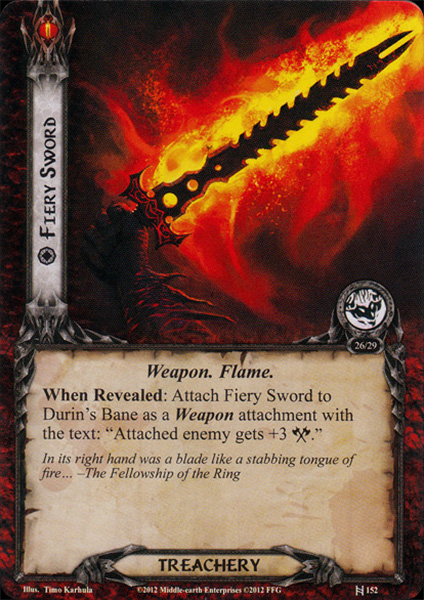 FIERY SWORD
26/29
Weapon. Flame.
When Revealed: Attach Fiery Sword to
Durin's Bane as a Weapon attachment with
the text: “Attached enemy gets +3 .”
In its right hand was a blade like a stabbing tongue of
fire… –The Fellowship of the Ring
TREACHERY
Illus. Timo Karhula ©2012 Middle-earth Enterprises ©2012 FFG 152